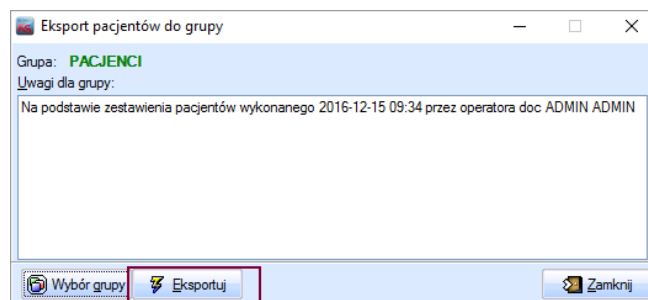 Eksport pacjentów do grupy
Grupa: PACJENCI
Uwagi dla grupy:
Na podstawie zestawienia pacjentów wykonanego 2016-12-15 09:34 przez operatora doc ADMIN ADMIN
Wybór grupy Eksportuj Zamknij